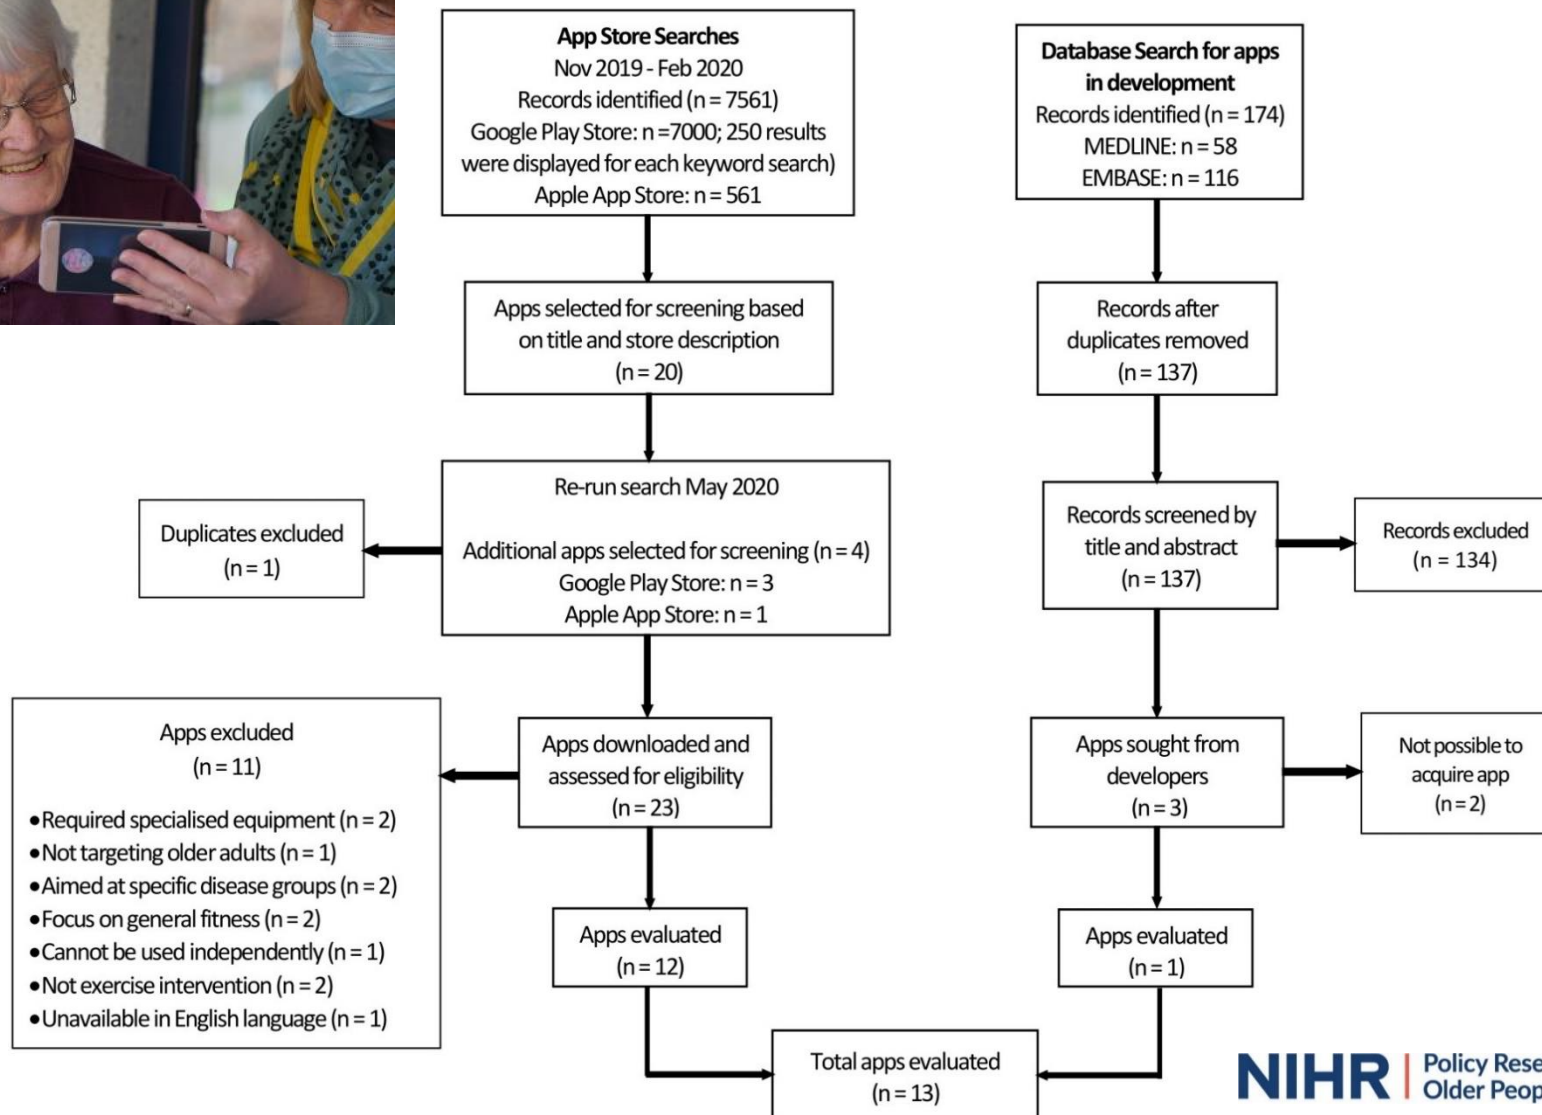 App Store Searches
Nov 2019 - Feb 2020
Records identified (n = 7561)
Google Play Store: n =7000; 250 results
were displayed for each keyword search)
Apple App Store: n = 561
Apps selected for screening based
on title and store description
(n = 20)
Re-run search May 2020
Additional apps selected for screening (n = 4)
Google Play Store: n = 3
Apple App Store: n = 1
Duplicates excluded
(n = 1)
Apps downloaded and
assessed for eligibility
(n = 23)
Apps excluded
(n = 11)
•Required specialised equipment (n = 2)
•Not targeting older adults (n = 1)
•Aimed at specific disease groups (n = 2)
•Focus on general fitness (n = 2)
•Cannot be used independently (n = 1)
•Not exercise intervention (n = 2)
•Unavailable in English language (n = 1)
Apps evaluated
(n = 12)
Database Search for apps
in development
Records identified (n = 174)
MEDLINE: n = 58
EMBASE: n = 116
Records after
duplicates removed
(n = 137)
Records screened by
title and abstract
(n = 137)
Records excluded
(n = 134)
Apps sought from
developers
(n = 3)
Not possible to
acquire app
(n = 2)
Apps evaluated
(n = 1)
Total apps evaluated
(n = 13)
NIHR | Policy Rese
Older Peop